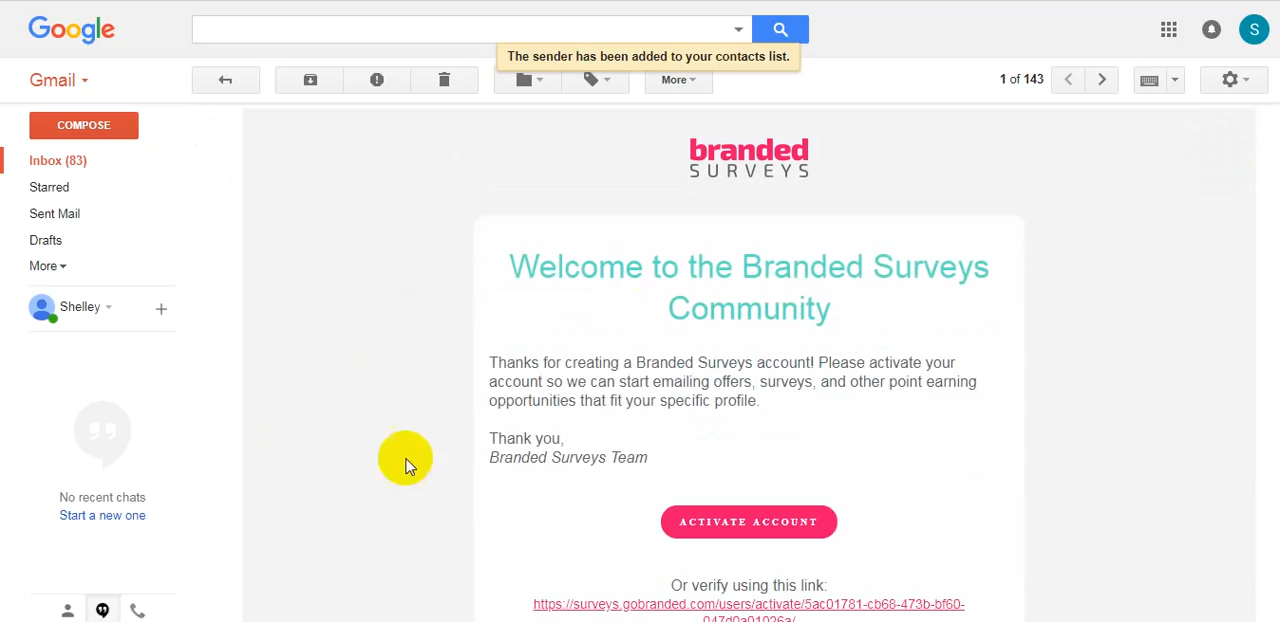 Google
The sender has been added to your contacts list.
S
Gmail
More
1 of 143
COMPOSE
Inbox (83)
Starred
Sent Mail
Drafts
More
Shelley
No recent chats
Start a new one
branded
SURVEYS
Welcome to the Branded Surveys
Community
Thanks for creating a Branded Surveys account! Please activate your
account so we can start emailing offers, surveys, and other point earning
opportunities that fit your specific profile.
Thank you,
Branded Surveys Team
ACTIVATE ACCOUNT
Or verify using this link:
https://surveys.gobranded.com/users/activate/5ac01781-cb68-473b-bf60-